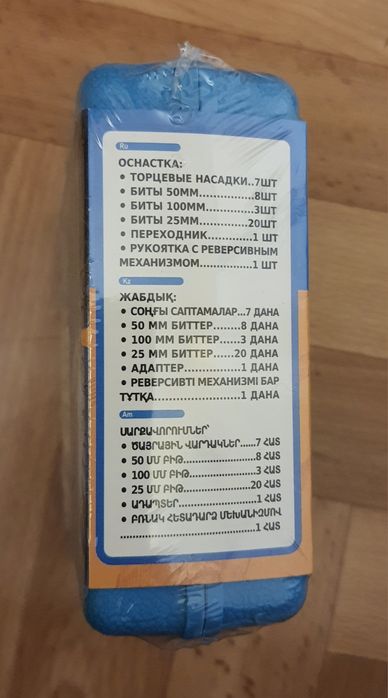 Ru
ОСНАСТКА:
• ТОРЦЕВЫЕ НАСАДКИ..7ШТ
• БИТЫ 50ММ...............8ШТ
• БИТЫ 100ММ.............3ШТ
• БИТЫ 25ММ.............20ШТ
• ПЕРЕХОДНИК............1 ШТ
• РУКОЯТКА С РЕВЕРСИВНЫМ
МЕХАНИЗМОМ...............1 ШТ
Kz
ЖАБДЫҚ:
• СОҢҒЫ САПТАМАЛАР...7 ДАНА
• 50 ММ БИТТЕР........8 ДАНА
• 100 ММ БИТТЕР......3 ДАНА
• 25 ММ БИТТЕР......20 ДАНА
• АДАПТЕР...............1 ДАНА
• РЕВЕРСИВТІ МЕХАНИЗМІ БАР
ТҰТҚА.......................1 ДАНА
Am
ՍԱՐՔԱՎՈՐՈՒՄՆԵՐ՝
• ԾԱՅՐԱՅԻՆ ՎԱՐԴԱԿՆԵՐ.....7 ՀԱՏ
• 50 ՄՄ ԲԻԹ......................8 ՀԱՏ
• 100 ՄՄ ԲԻԹ.....................3 ՀԱՏ
• 25 ՄՄ ԲԻԹ.....................20 ՀԱՏ
• ԱԴԱՊՏԵՐ........................1 ՀԱՏ
• ԲՌՆԱԿ ՀԵՏԱԴԱՐՁ ՄԵԽԱՆԻԶՄՈՎ
..........................................1 ՀԱՏ